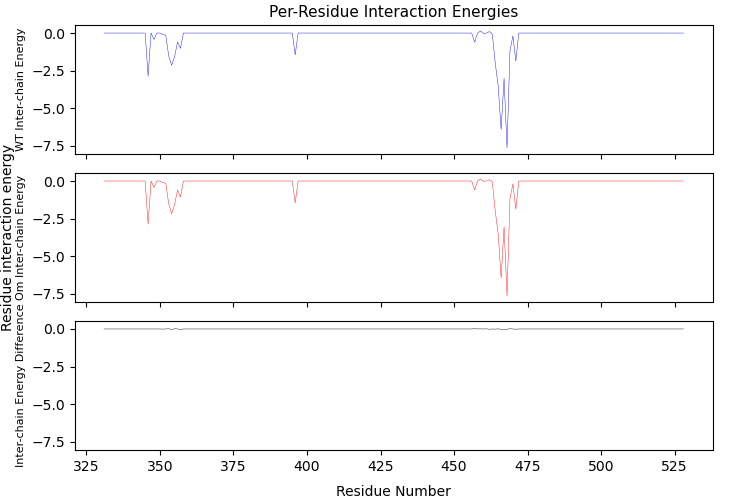 Per-Residue Interaction Energies
Residue interaction energy
WT Inter-chain Energy
0.0
−2.5
−5.0
−7.5
Om Inter-chain Energy
0.0
−2.5
−5.0
−7.5
Inter-chain Energy Difference
0.0
−2.5
−5.0
−7.5
325 350 375 400 425 450 475 500 525
Residue Number